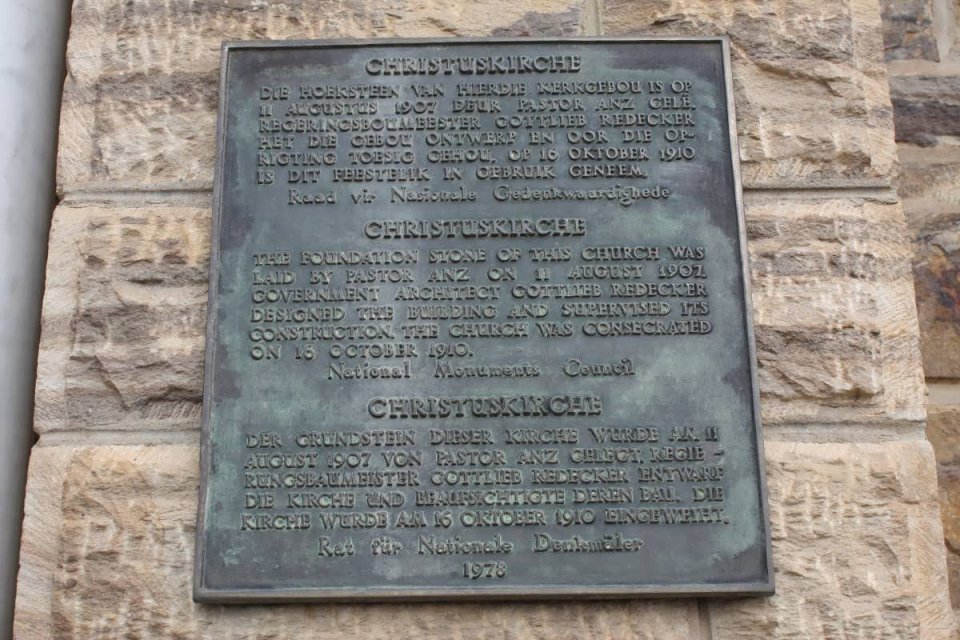 CHRISTUSKIRCHE
DIE HOEKSTEEN VAN HIERDIE KERKGEBOU IS OP
11 AUGUSTUS 1907 DEUR PASTOR ANZ GELÊ.
REGERINGSBOUMEESTER GOTTLIEB REDECKER
HET DIE GEBOU ONTWERP EN OOR DIE OP-
RIGTING TOESIG GEHOU. OP 16 OKTOBER 1910
IS DIT FEESTELIK IN GEBRUIK GENEEM.
Raad vir Nasionale Gedenkwaardighede
CHRISTUSKIRCHE
THE FOUNDATION STONE OF THIS CHURCH WAS
LAID BY PASTOR ANZ ON 11 AUGUST 1907.
GOVERNMENT ARCHITECT GOTTLIEB REDECKER
DESIGNED THE BUILDING AND SUPERVISED ITS
CONSTRUCTION. THE CHURCH WAS CONSECRATED
ON 16 OCTOBER 1910.
National Monuments Council
CHRISTUSKIRCHE
DER GRUNDSTEIN DIESER KIRCHE WURDE AM 11
AUGUST 1907 VON PASTOR ANZ GELEGT. REGIE-
RUNGSBAUMEISTER GOTTLIEB REDECKER ENTWARF
DIE KIRCHE UND BEAUFSICHTIGTE DEREN BAU. DIE
KIRCHE WURDE AM 16 OKTOBER 1910 EINGEWEIHT.
Rat für Nationale Denkmäler
1978